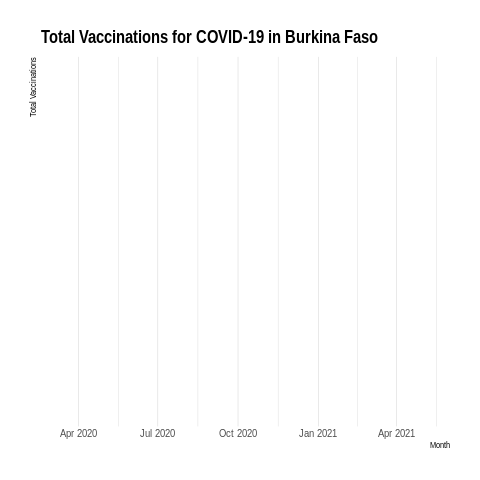 Total Vaccinations for COVID-19 in Burkina Faso
Total Vaccinations
Apr 2020 Jul 2020 Oct 2020 Jan 2021 Apr 2021
Month